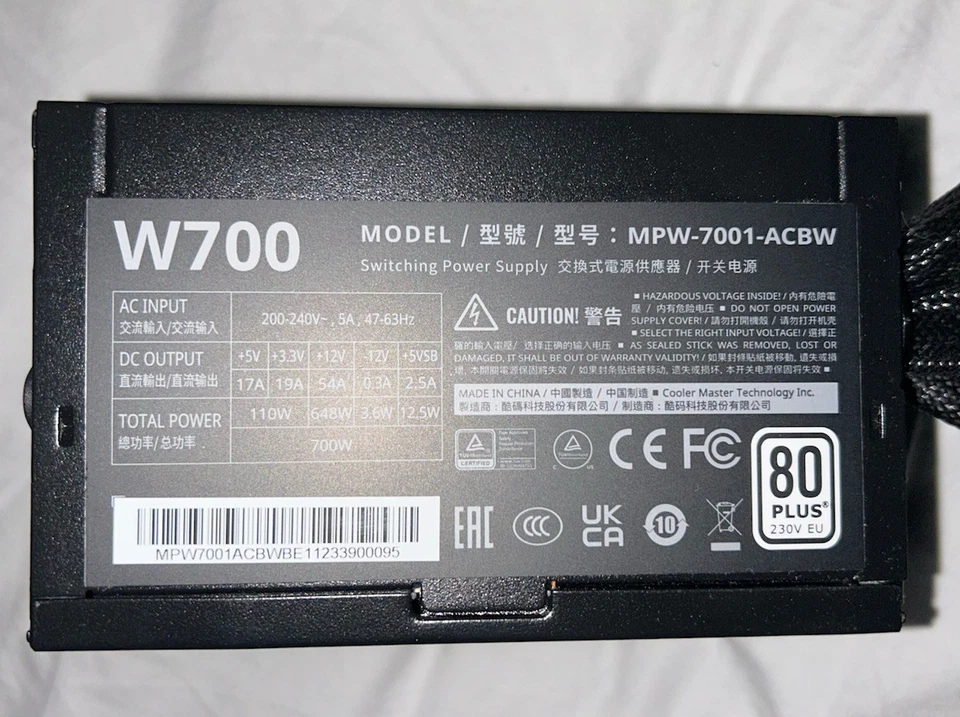 W700
MODEL / 型號 / 型号：MPW-7001-ACBW
Switching Power Supply 交換式電源供應器 / 开关电源
AC INPUT
交流輸入/交流输入
200-240V~, 5A , 47-63Hz
DC OUTPUT
直流輸出/直流输出
+5V +3.3V +12V -12V +5VSB
17A 19A 54A 0.3A 2.5A
TOTAL POWER
總功率/总功率
110W 648W 3.6W 12.5W
700W
CAUTION! 警告
■ HAZARDOUS VOLTAGE INSIDE! / 內有危險電
壓 / 内有危险电压 ■ DO NOT OPEN POWER
SUPPLY COVER! / 請勿打開機殼 / 请勿打开机壳
■ SELECT THE RIGHT INPUT VOLTAGE! / 選擇正
確的輸入電壓/ 选择正确的输入电压 ■ AS SEALED STICK WAS REMOVED, LOST OR
DAMAGED, IT SHALL BE OUT OF WARRANTY VALIDITY! / 如果封條貼紙被移動, 遺失或損
壞, 本開關電源保固將失效 / 如果封条贴纸被移动, 遗失或损坏, 本开关电源保固将失效 ■
MADE IN CHINA / 中國製造 / 中国制造 ■ Cooler Master Technology Inc.
製造商：酷碼科技股份有限公司 / 制造商：酷码科技股份有限公司
CERTIFIED
C US
CE FC
EAC CCC UK
CA 10
80
PLUS®
230V EU
MPW7001ACBWBE11233900095